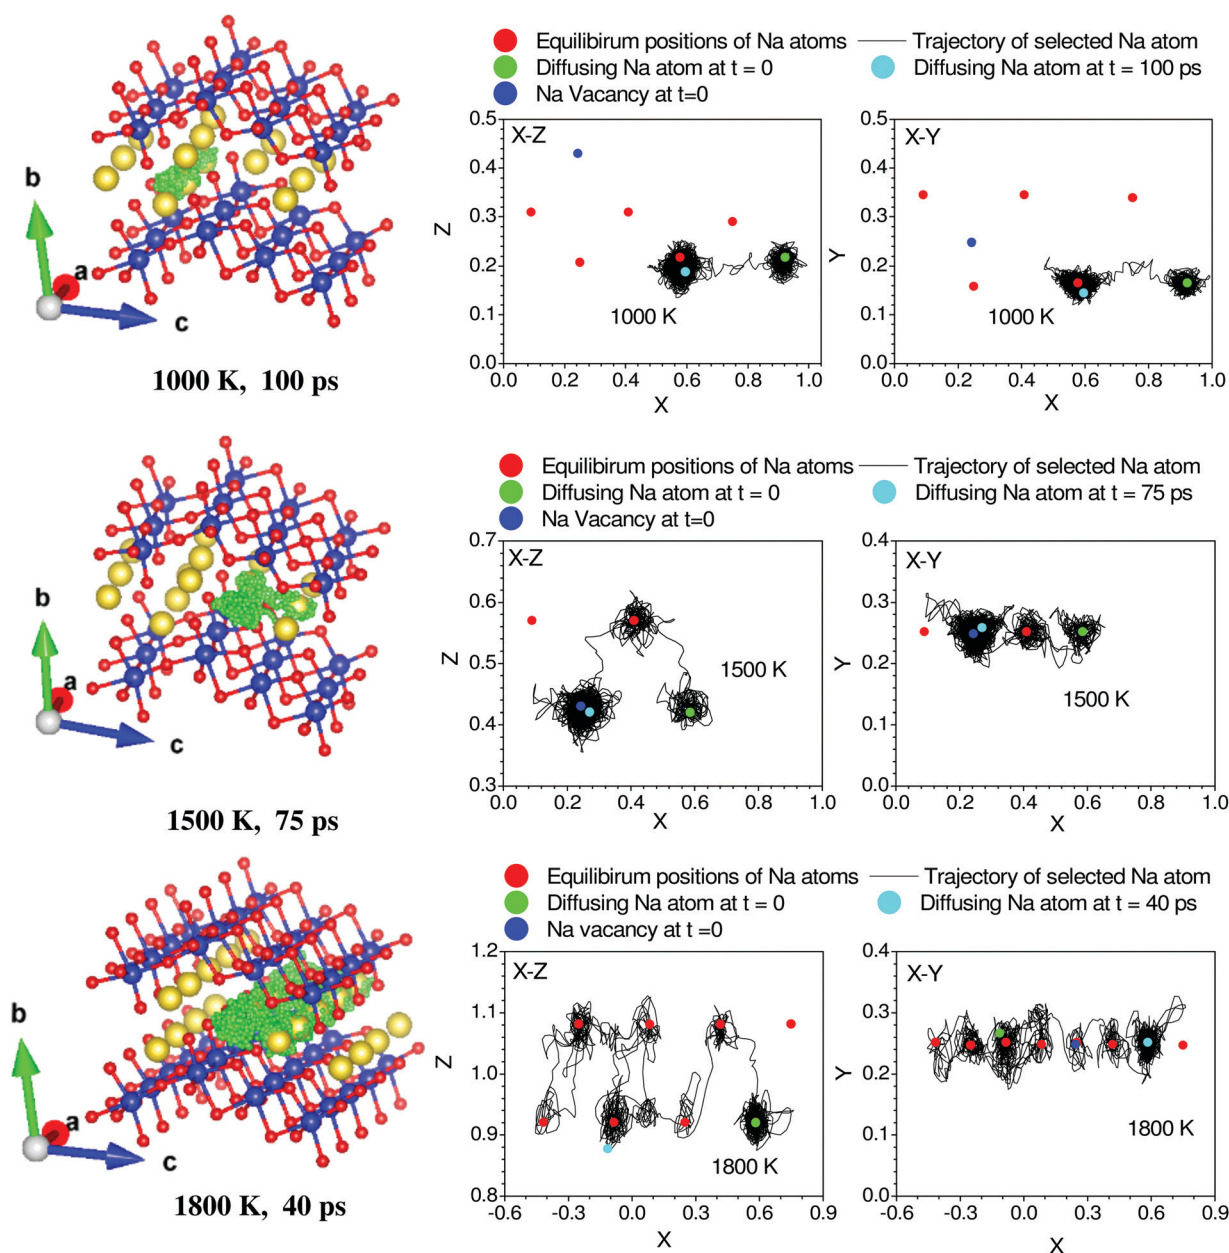 Equilibirum positions of Na atoms
Trajectory of selected Na atom
Diffusing Na atom at t = 0
Diffusing Na atom at t = 100 ps
Na Vacancy at t=0
b
a
c
1000 K, 100 ps
X-Z
Z
0.5
0.4
0.3
0.2
0.1
0.0
1000 K
0.0 0.2 0.4 0.6 0.8 1.0
X
X-Y
Y
0.5
0.4
0.3
0.2
0.1
0.0
1000 K
0.0 0.2 0.4 0.6 0.8 1.0
X
Equilibirum positions of Na atoms
Trajectory of selected Na atom
Diffusing Na atom at t = 0
Diffusing Na atom at t = 75 ps
Na Vacancy at t=0
b
a
c
1500 K, 75 ps
X-Z
Z
0.7
0.6
0.5
0.4
0.3
1500 K
0.0 0.2 0.4 0.6 0.8 1.0
X
X-Y
Y
0.4
0.3
0.2
0.1
0.0
1500 K
0.0 0.2 0.4 0.6 0.8 1.0
X
Equilibirum positions of Na atoms
Trajectory of selected Na atom
Diffusing Na atom at t = 0
Diffusing Na atom at t = 40 ps
Na vacancy at t=0
b
a
c
1800 K, 40 ps
X-Z
Z
1.2
1.1
1.0
0.9
0.8
1800 K
-0.6 -0.3 0.0 0.3 0.6 0.9
X
X-Y
Y
0.4
0.3
0.2
0.1
0.0
1800 K
-0.6 -0.3 0.0 0.3 0.6 0.9
X